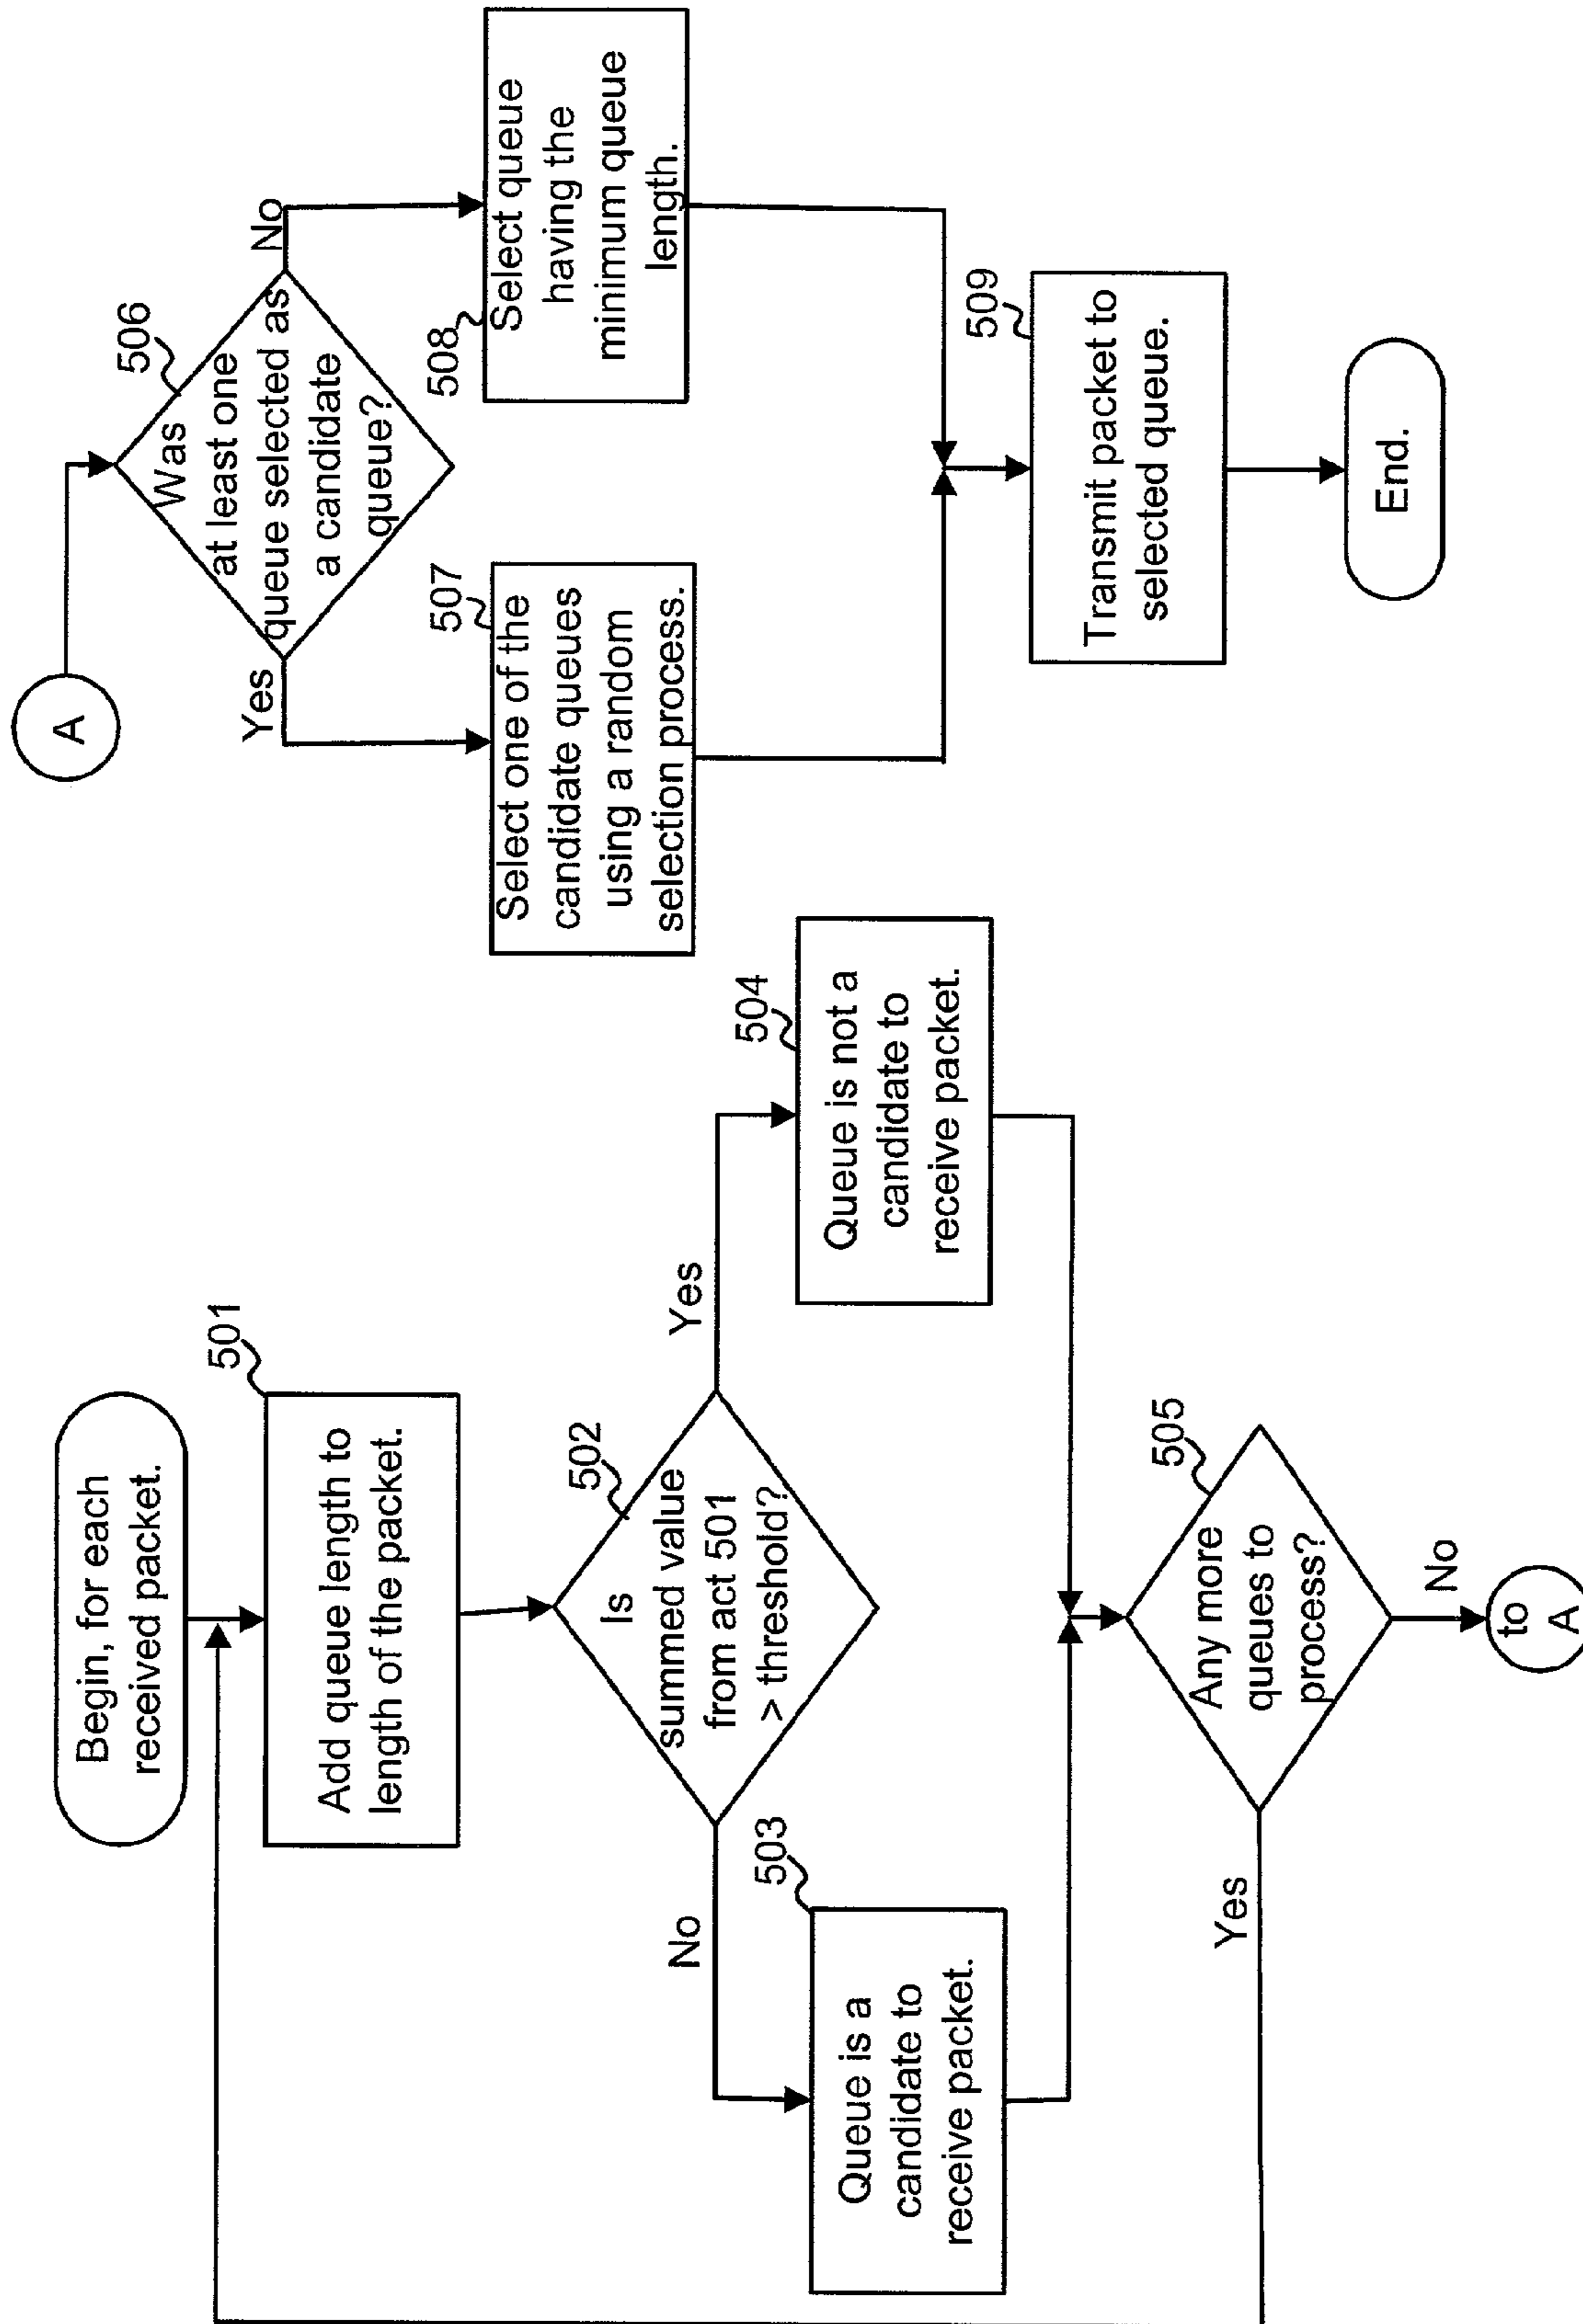 Begin, for each
received packet.
501
Add queue length to
length of the packet.
502
Is
summed value
from act 501
> threshold?
No
Yes
503
Queue is a
candidate to
receive packet.
504
Queue is not a
candidate to
receive packet.
505
Any more
queues to
process?
Yes
No
to
A
A
506
Was
at least one
queue selected as
a candidate
queue?
Yes
No
507
Select one of the
candidate queues
using a random
selection process.
508
Select queue
having the
minimum queue
length.
509
Transmit packet to
selected queue.
End.